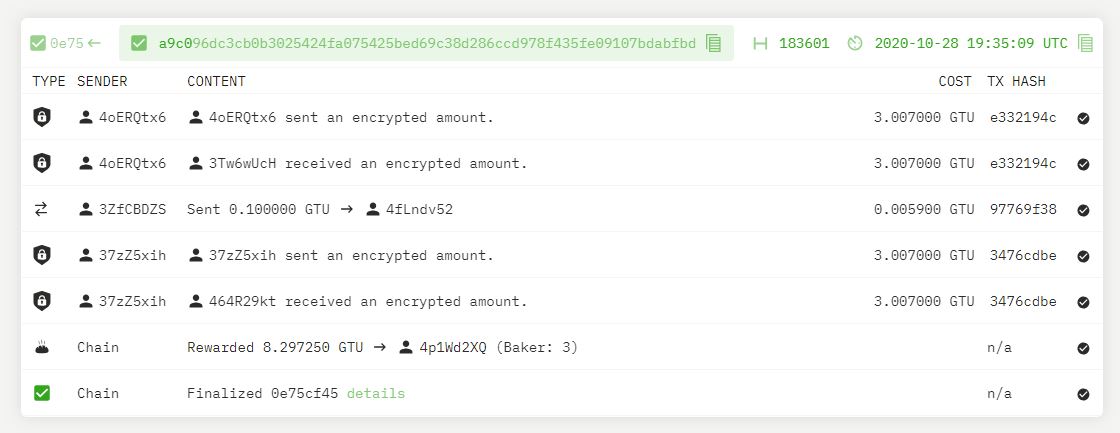 0e75 ← a9c096dc3cb0b3025424fa075425bed69c38d286ccd978f435fe09107bdabfbd 183601 2020-10-28 19:35:09 UTC
TYPE SENDER CONTENT COST TX HASH
4oERQtx6 4oERQtx6 sent an encrypted amount. 3.007000 GTU e332194c
4oERQtx6 3Tw6wUcH received an encrypted amount. 3.007000 GTU e332194c
3ZfCBDZS Sent 0.100000 GTU → 4fLndv52 0.005900 GTU 97769f38
37zZ5xih 37zZ5xih sent an encrypted amount. 3.007000 GTU 3476cdbe
37zZ5xih 464R29kt received an encrypted amount. 3.007000 GTU 3476cdbe
Chain Rewarded 8.297250 GTU → 4p1Wd2XQ (Baker: 3) n/a
Chain Finalized 0e75cf45 details n/a